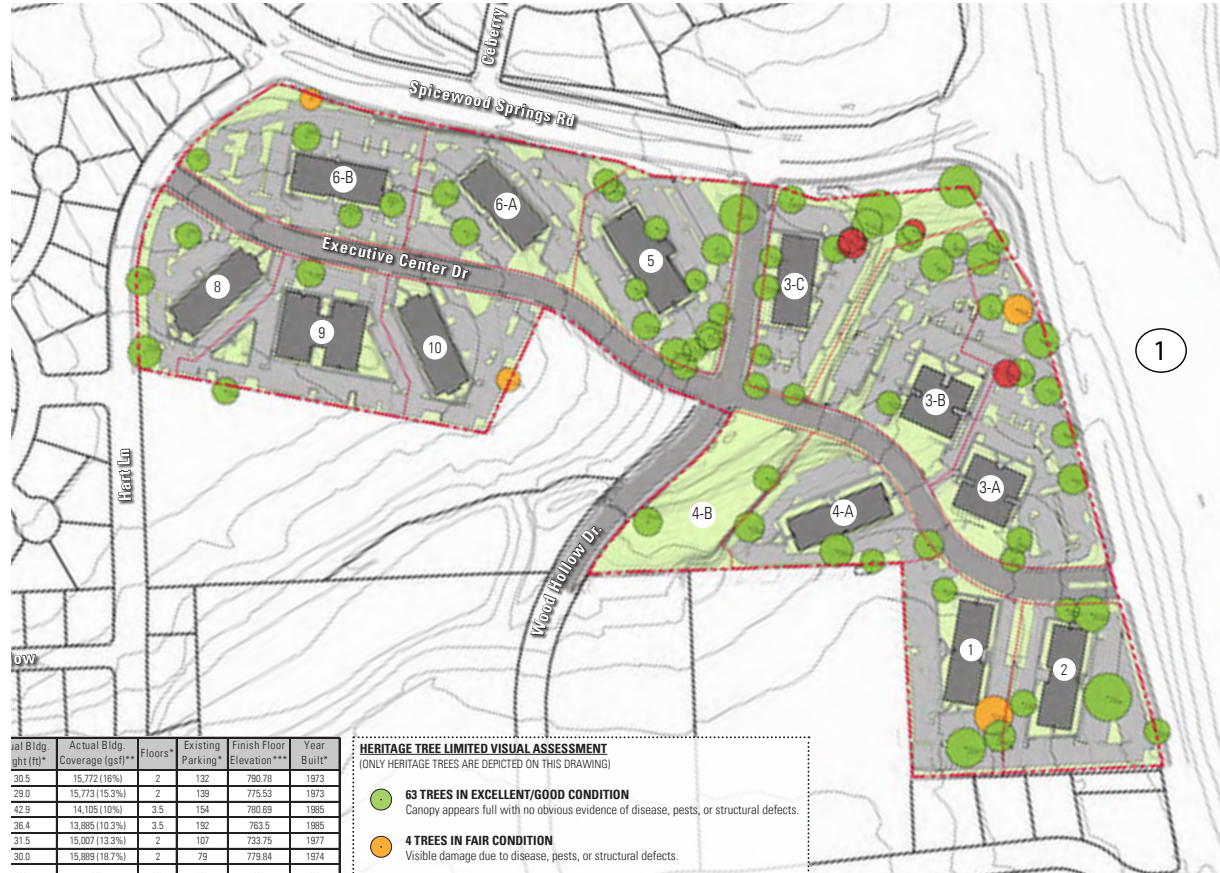 Ceberry
Spicewood Springs Rd
6-B
6-A
5
3-C
Executive Center Dr
8
9
10
1
3-B
Hart Ln
3-A
4-B
4-A
Wood Hollow Dr.
1
2
ow
ual Bldg. ght (ft)* Actual Bldg. Coverage (gsf)** Floors* Existing Parking* Finish Floor Elevation*** Year Built*
30.5 15,772 (16%) 2 132 790.78 1973
29.0 15,773 (15.3%) 2 139 775.53 1973
42.9 14,105 (10%) 3.5 154 780.69 1985
36.4 13,885 (10.3%) 3.5 192 763.5 1985
31.5 15,007 (13.3%) 2 107 733.75 1977
30.0 15,889 (18.7%) 2 79 779.84 1974
HERITAGE TREE LIMITED VISUAL ASSESSMENT
(ONLY HERITAGE TREES ARE DEPICTED ON THIS DRAWING)
63 TREES IN EXCELLENT/GOOD CONDITION
Canopy appears full with no obvious evidence of disease, pests, or structural defects.
4 TREES IN FAIR CONDITION
Visible damage due to disease, pests, or structural defects.